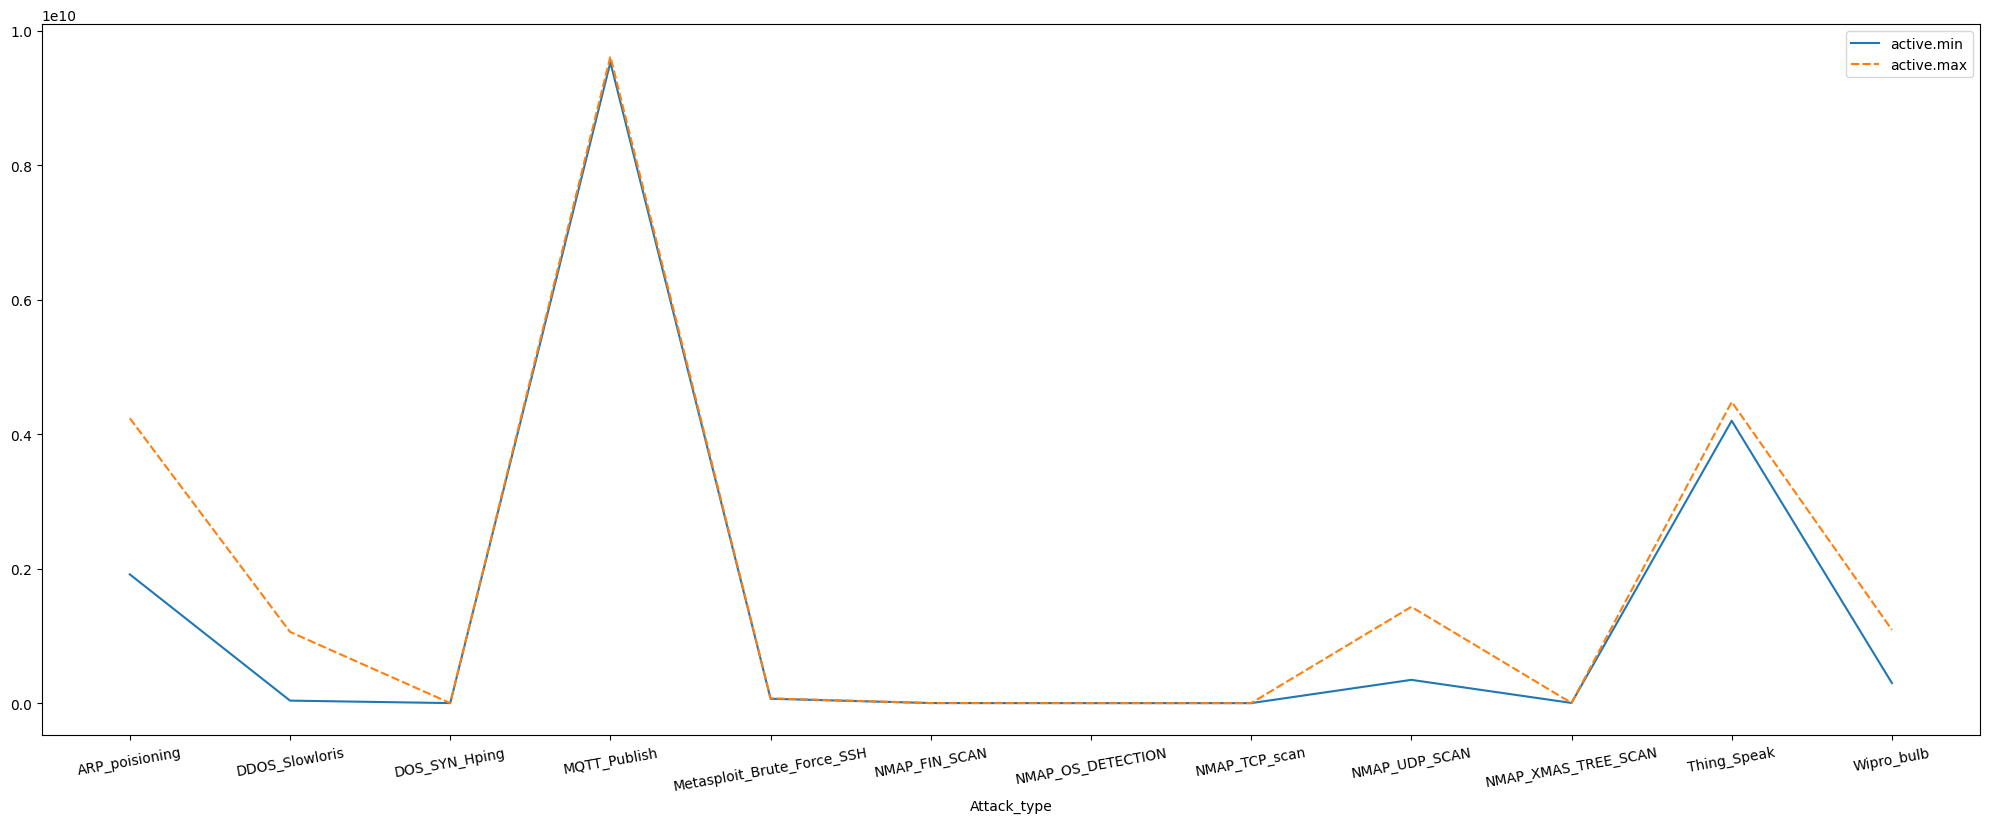 1e10
1.0
0.8
0.6
0.4
0.2
0.0
active.min
active.max
ARP_poisioning
DDOS_Slowloris
DOS_SYN_Hping
MQTT_Publish
Metasploit_Brute_Force_SSH
NMAP_FIN_SCAN
NMAP_OS_DETECTION
NMAP_TCP_scan
NMAP_UDP_SCAN
NMAP_XMAS_TREE_SCAN
Thing_Speak
Wipro_bulb
Attack_type